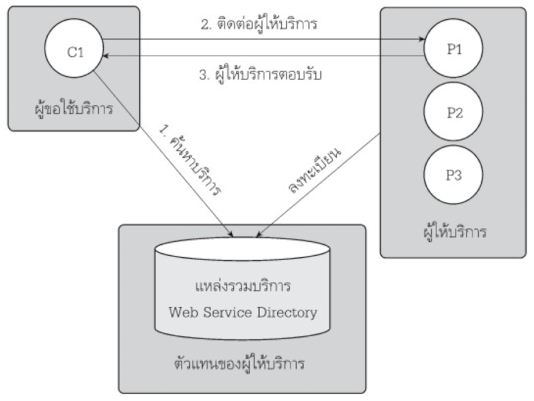 2. ติดต่อผู้ให้บริการ
C1
P1
3. ผู้ให้บริการตอบรับ
ผู้ขอใช้บริการ
P2
1. ค้นหาบริการ
ลงทะเบียน
P3
ผู้ให้บริการ
แหล่งรวมบริการ
Web Service Directory
ตัวแทนของผู้ให้บริการ